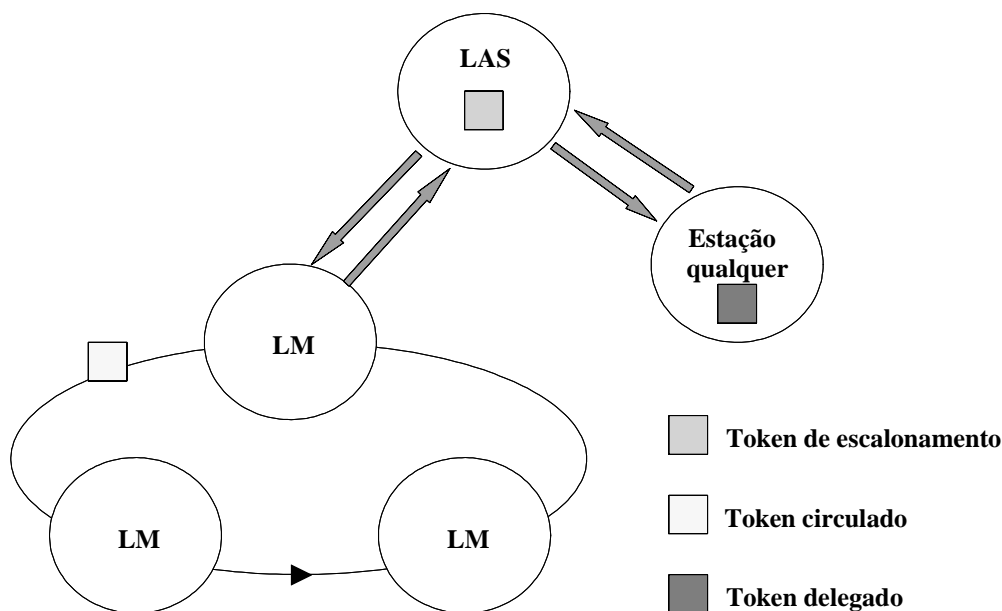 LAS
Estação
qualquer
LM
LM
LM
Token de escalonamento
Token circulado
Token delegado